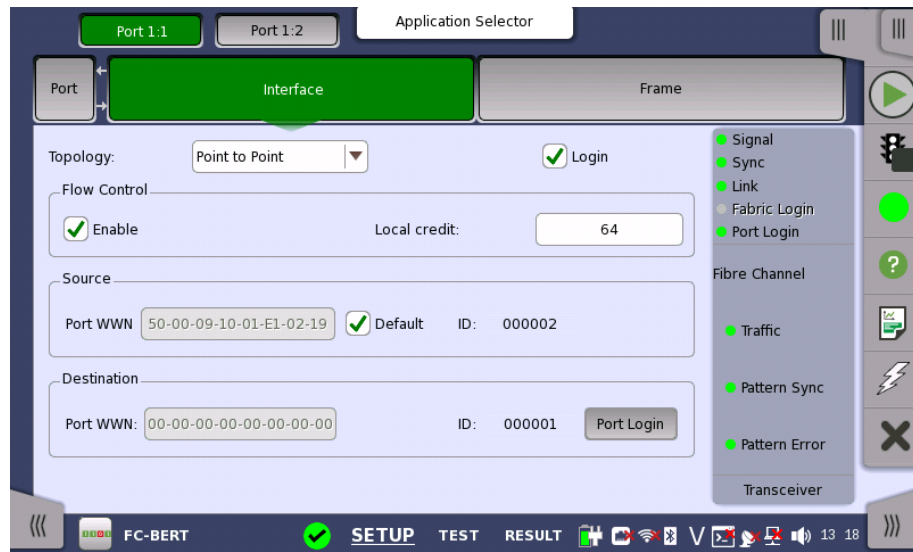 Application Selector
Port 1:1 Port 1:2
Port Interface Frame
Topology: Point to Point Login
Flow Control
Enable Local credit: 64
Source
Port WWN 50-00-09-10-01-E1-02-19 Default ID: 000002
Destination
Port WWN: 00-00-00-00-00-00-00-00 ID: 000001 Port Login
Signal
Sync
Link
Fabric Login
Port Login
Fibre Channel
Traffic
Pattern Sync
Pattern Error
Transceiver
?
FC-BERT SETUP TEST RESULT V 13 18